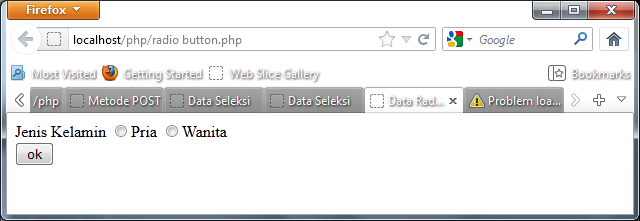 Firefox
localhost/php/radio button.php
Google
Most Visited Getting Started Web Slice Gallery Bookmarks
/php Metode POST Data Seleksi Data Seleksi Data Rad... Problem loa...
Jenis Kelamin Pria Wanita
ok